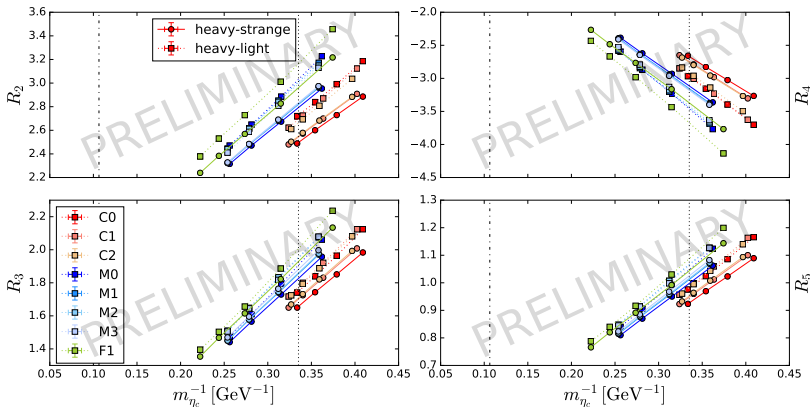 3.6
3.4
3.2
3.0
2.8
2.6
2.4
2.2
R2
heavy-strange
heavy-light
PRELIMINARY
−2.0
−2.5
−3.0
−3.5
−4.0
−4.5
R4
PRELIMINARY
2.2
2.0
1.8
1.6
1.4
R3
C0
C1
C2
M0
M1
M2
M3
F1
PRELIMINARY
0.05 0.10 0.15 0.20 0.25 0.30 0.35 0.40 0.45
m_{η_c}^{−1} [GeV^{−1}]
1.3
1.2
1.1
1.0
0.9
0.8
0.7
R5
PRELIMINARY
0.05 0.10 0.15 0.20 0.25 0.30 0.35 0.40 0.45
m_{η_c}^{−1} [GeV^{−1}]